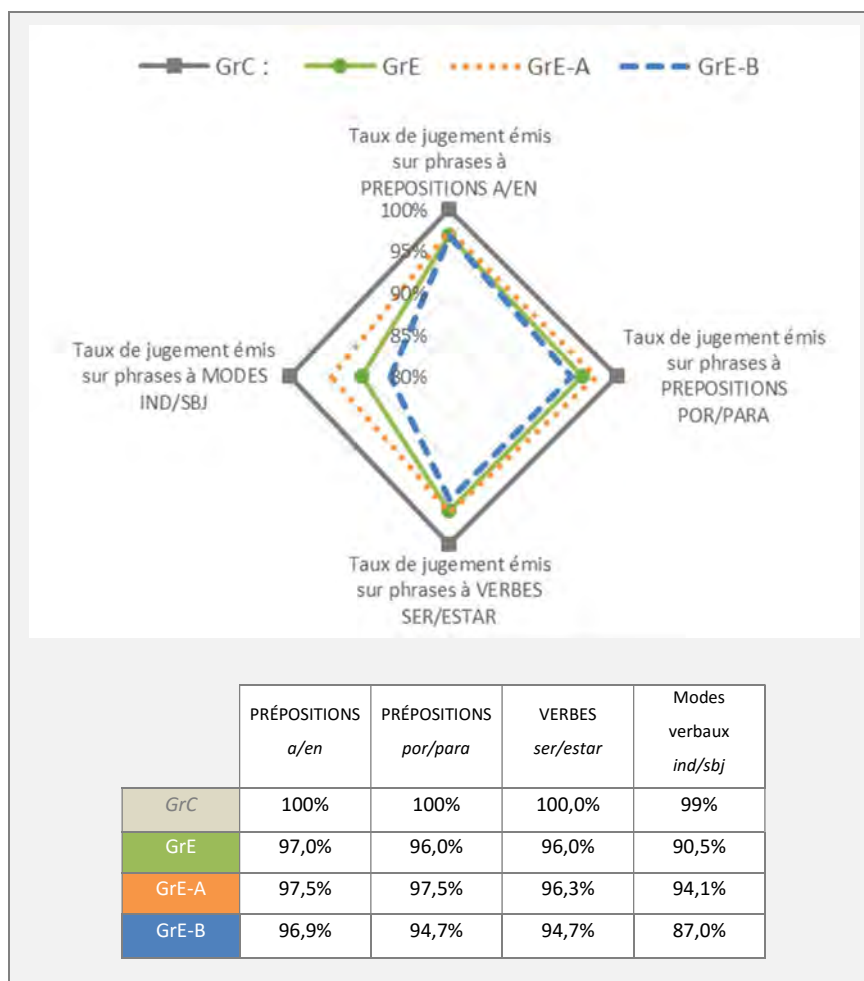 GrC : GrE GrE-A GrE-B
Taux de jugement émis
sur phrases à
PREPOSITIONS A/EN
100%
95%
90%
85%
80%
Taux de jugement émis
sur phrases à MODES
IND/SBJ
Taux de jugement émis
sur phrases à
PREPOSITIONS
POR/PARA
Taux de jugement émis
sur phrases à VERBES
SER/ESTAR
PRÉPOSITIONS a/en PRÉPOSITIONS por/para VERBES ser/estar Modes verbaux ind/sbj
GrC 100% 100% 100,0% 99%
GrE 97,0% 96,0% 96,0% 90,5%
GrE-A 97,5% 97,5% 96,3% 94,1%
GrE-B 96,9% 94,7% 94,7% 87,0%